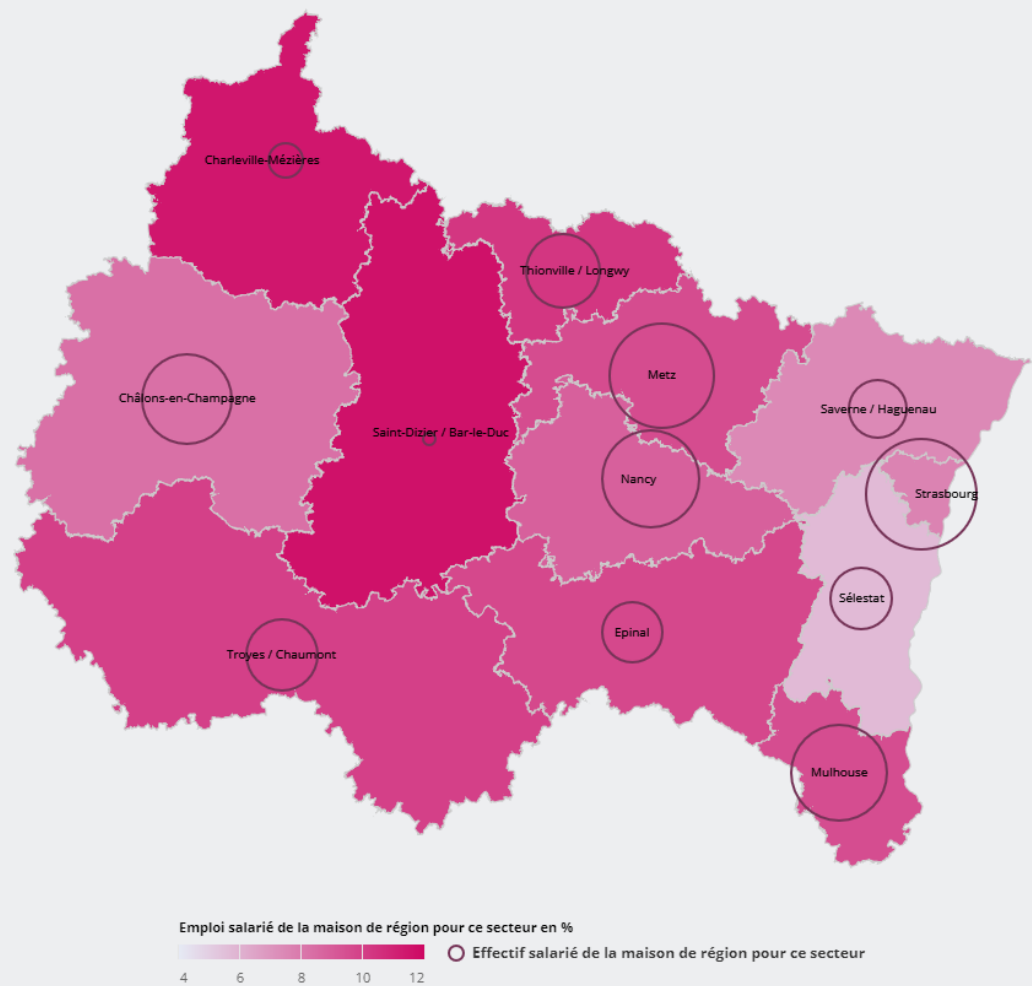 Charleville-Mézières
Thionville / Longwy
Metz
Châlons-en-Champagne
Saverne / Haguenau
Saint-Dizier / Bar-le-Duc
Nancy
Strasbourg
Sélestat
Epinal
Troyes / Chaumont
Mulhouse
Emploi salarié de la maison de région pour ce secteur en %
Effectif salarié de la maison de région pour ce secteur
4 6 8 10 12